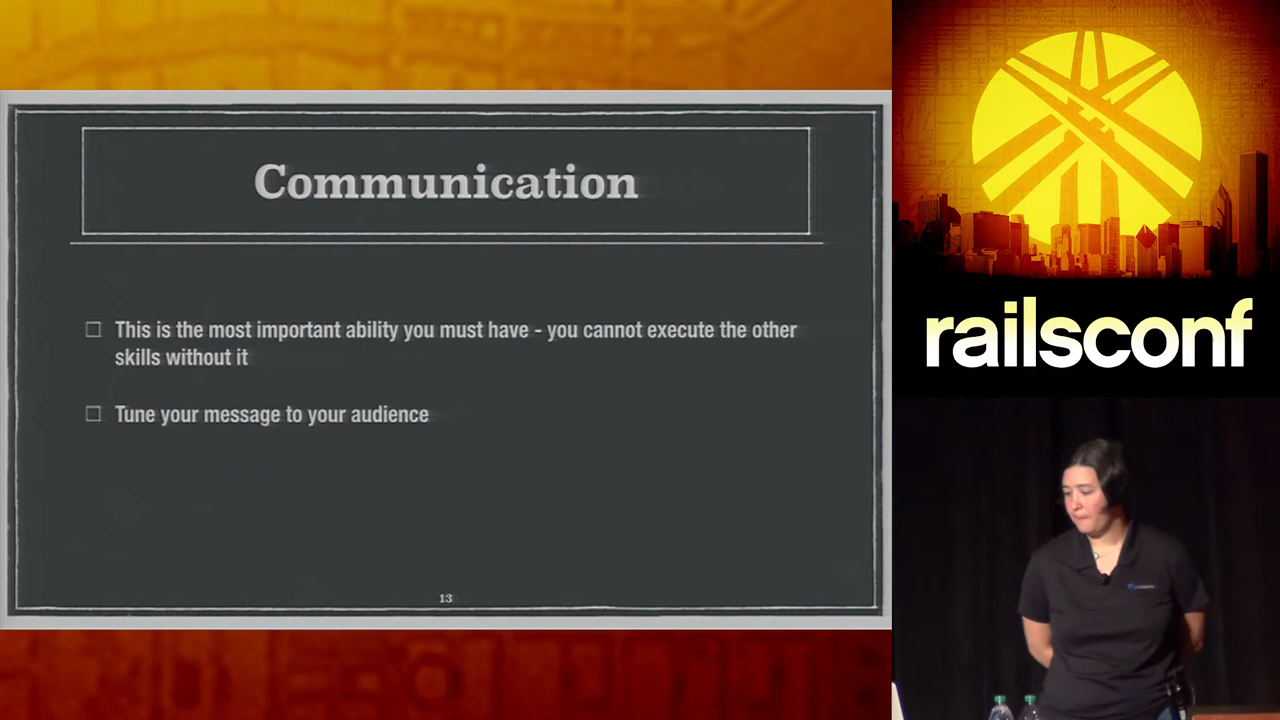 Communication
This is the most important ability you must have - you cannot execute the other
skills without it
Tune your message to your audience
13
railsconf